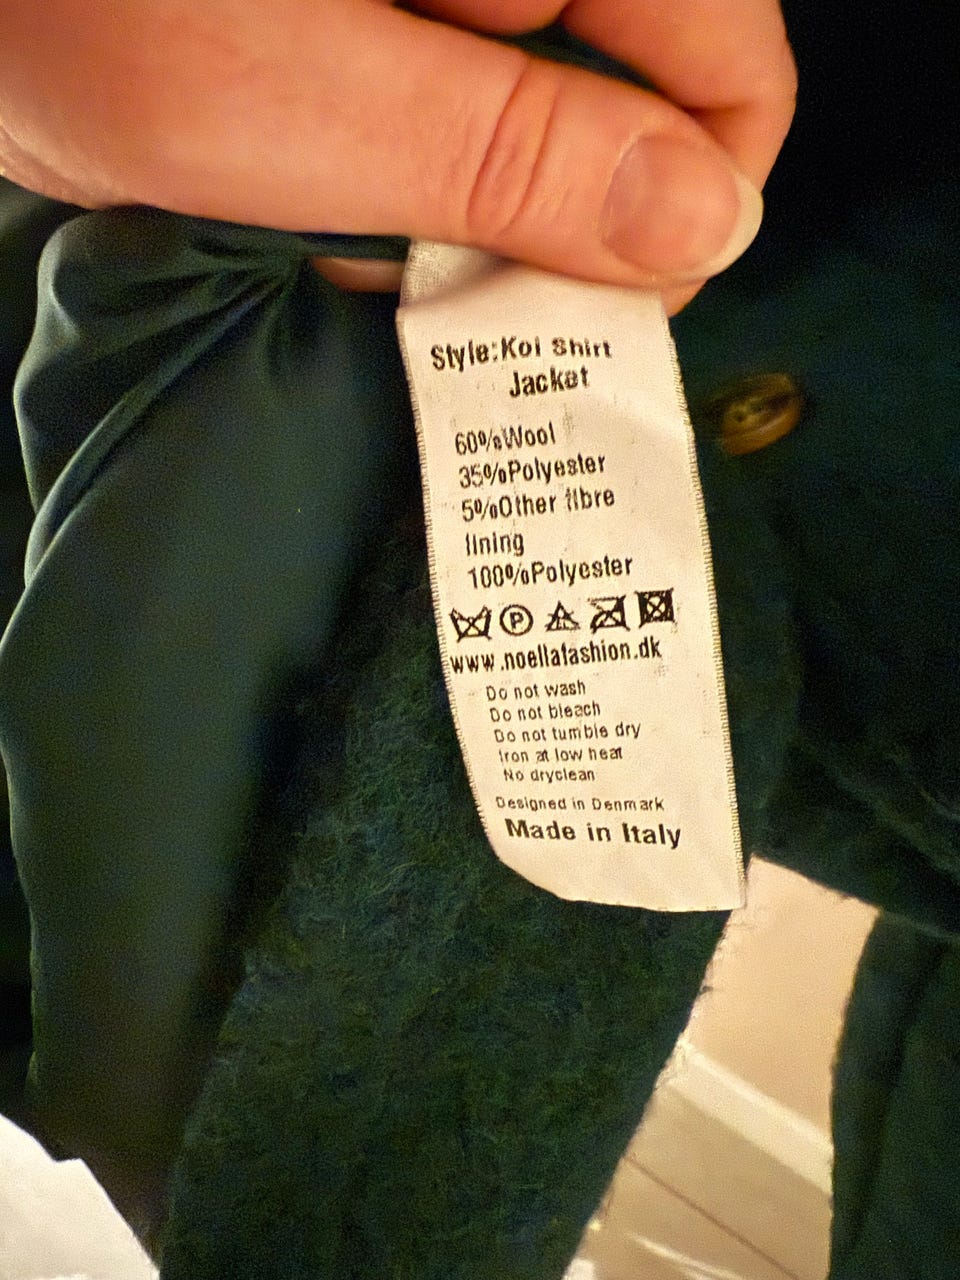 Style:Koi Shirt
Jacket
60%Wool
35%Polyester
5%Other fibre
lining
100%Polyester
P
www.noellafashion.dk
Do not wash
Do not bleach
Do not tumble dry
Iron at low heat
No dryclean
Designed in Denmark
Made in Italy